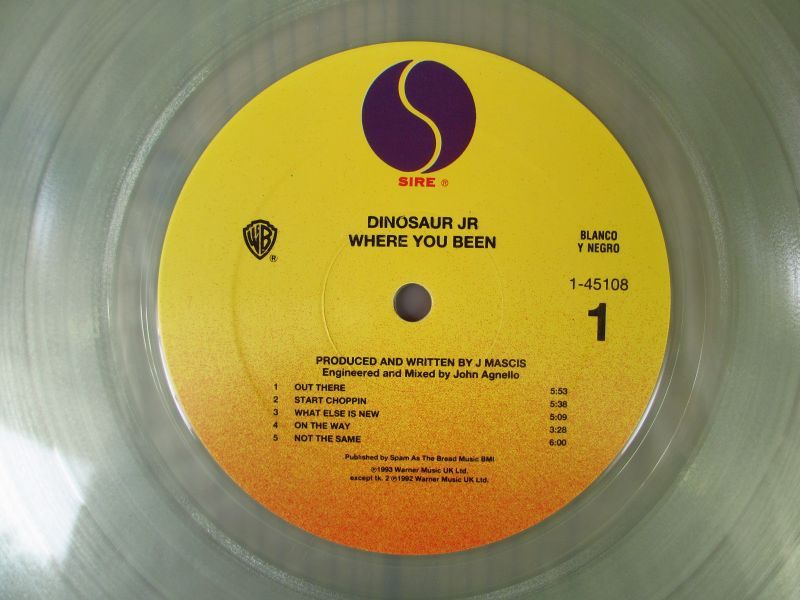 SIRE ®
DINOSAUR JR
WHERE YOU BEEN
WB
®
BLANCO
Y NEGRO
1-45108
1
PRODUCED AND WRITTEN BY J MASCIS
Engineered and Mixed by John Agnello
1 OUT THERE 5:53
2 START CHOPPIN 5:38
3 WHAT ELSE IS NEW 5:09
4 ON THE WAY 3:28
5 NOT THE SAME 6:00
Published by Spam As The Bread Music BMI
℗1993 Warner Music UK Ltd.
except tk. 2 ℗1992 Warner Music UK Ltd.